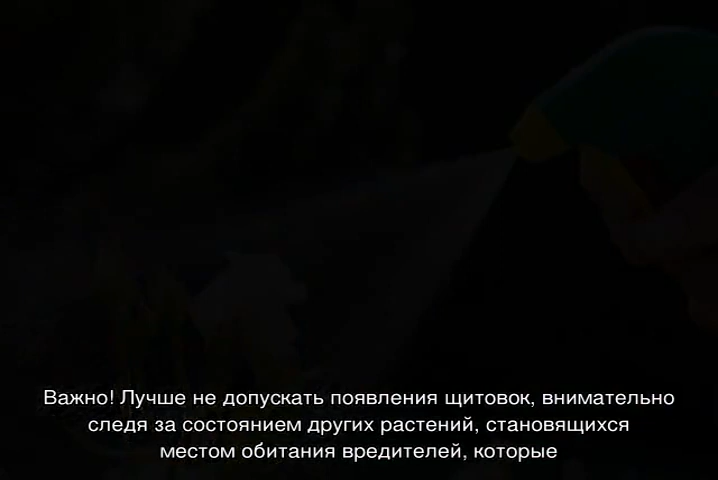 Важно! Лучше не допускать появления щитовок, внимательно
следя за состоянием других растений, становящихся
местом обитания вредителей, которые